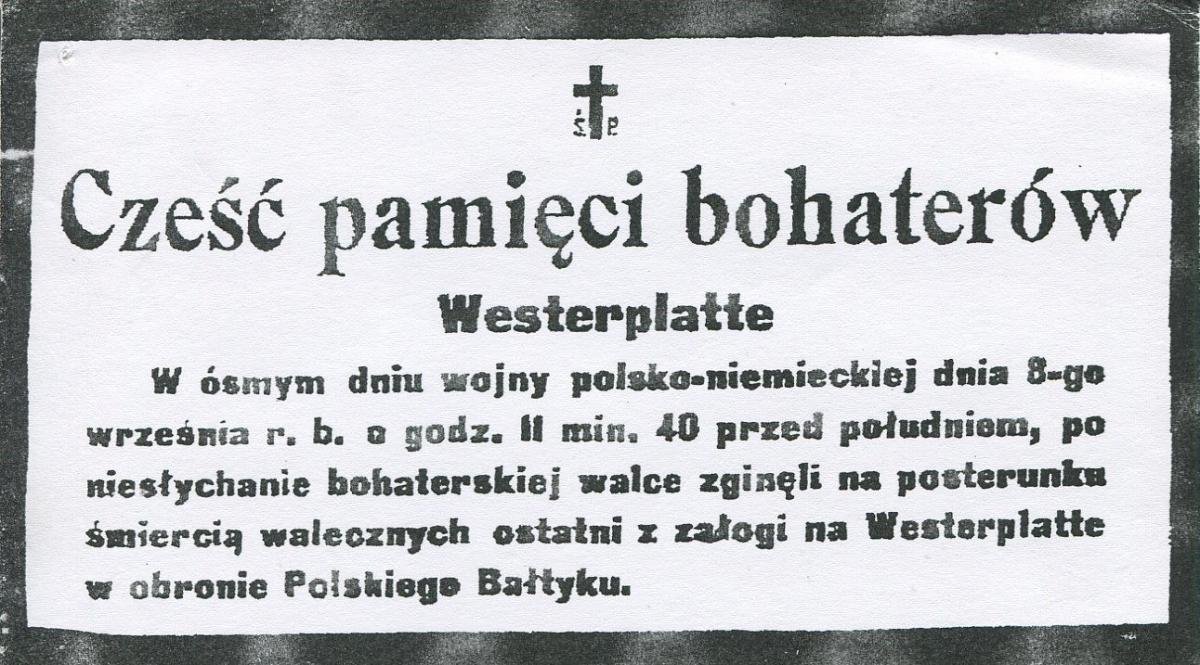 ś p
Cześć pamięci bohaterów
Westerplatte
W ósmym dniu wojny polsko-niemieckiej dnia 8-go
września r. b. o godz. 11 min. 40 przed południem, po
niesłychanie bohaterskiej walce zginęli na posterunku
śmiercią walecznych ostatni z załogi na Westerplatte
w obronie Polskiego Bałtyku.